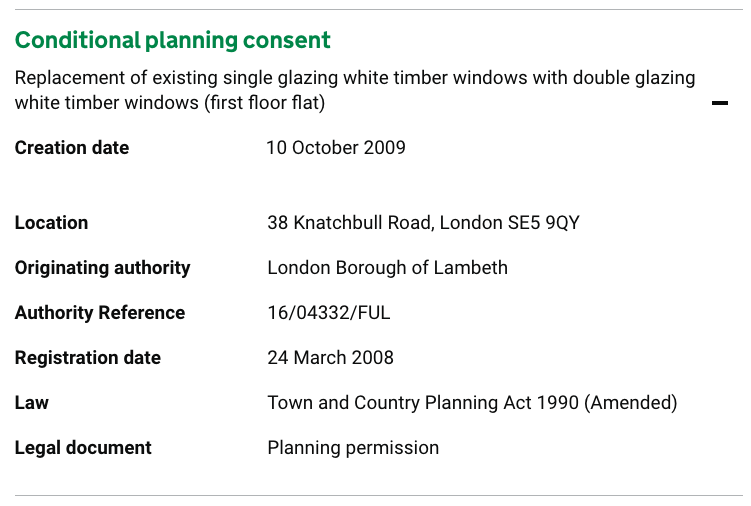 Conditional planning consent
Replacement of existing single glazing white timber windows with double glazing
white timber windows (first floor flat)
Creation date 10 October 2009
Location 38 Knatchbull Road, London SE5 9QY
Originating authority London Borough of Lambeth
Authority Reference 16/04332/FUL
Registration date 24 March 2008
Law Town and Country Planning Act 1990 (Amended)
Legal document Planning permission